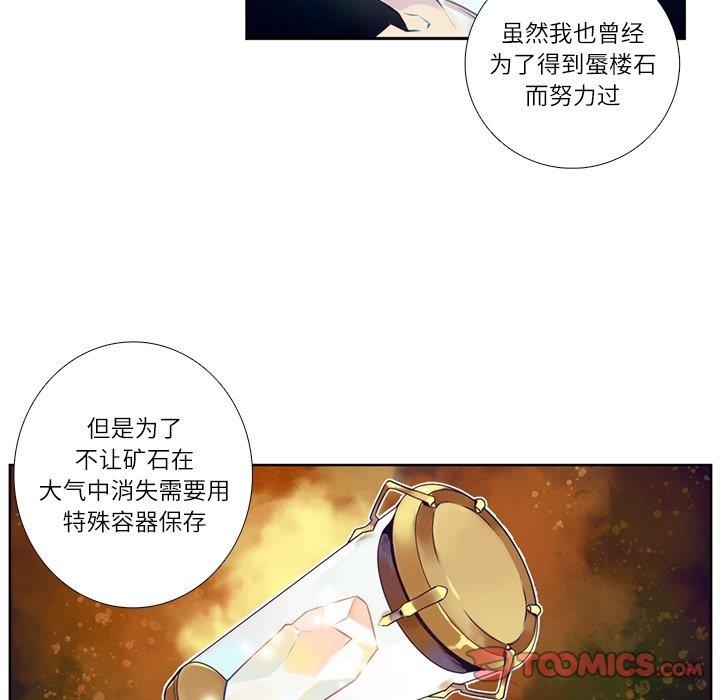 虽然我也曾经
为了得到蜃楼石
而努力过
但是为了
不让矿石在
大气中消失需要用
特殊容器保存
TOOMICS.COM